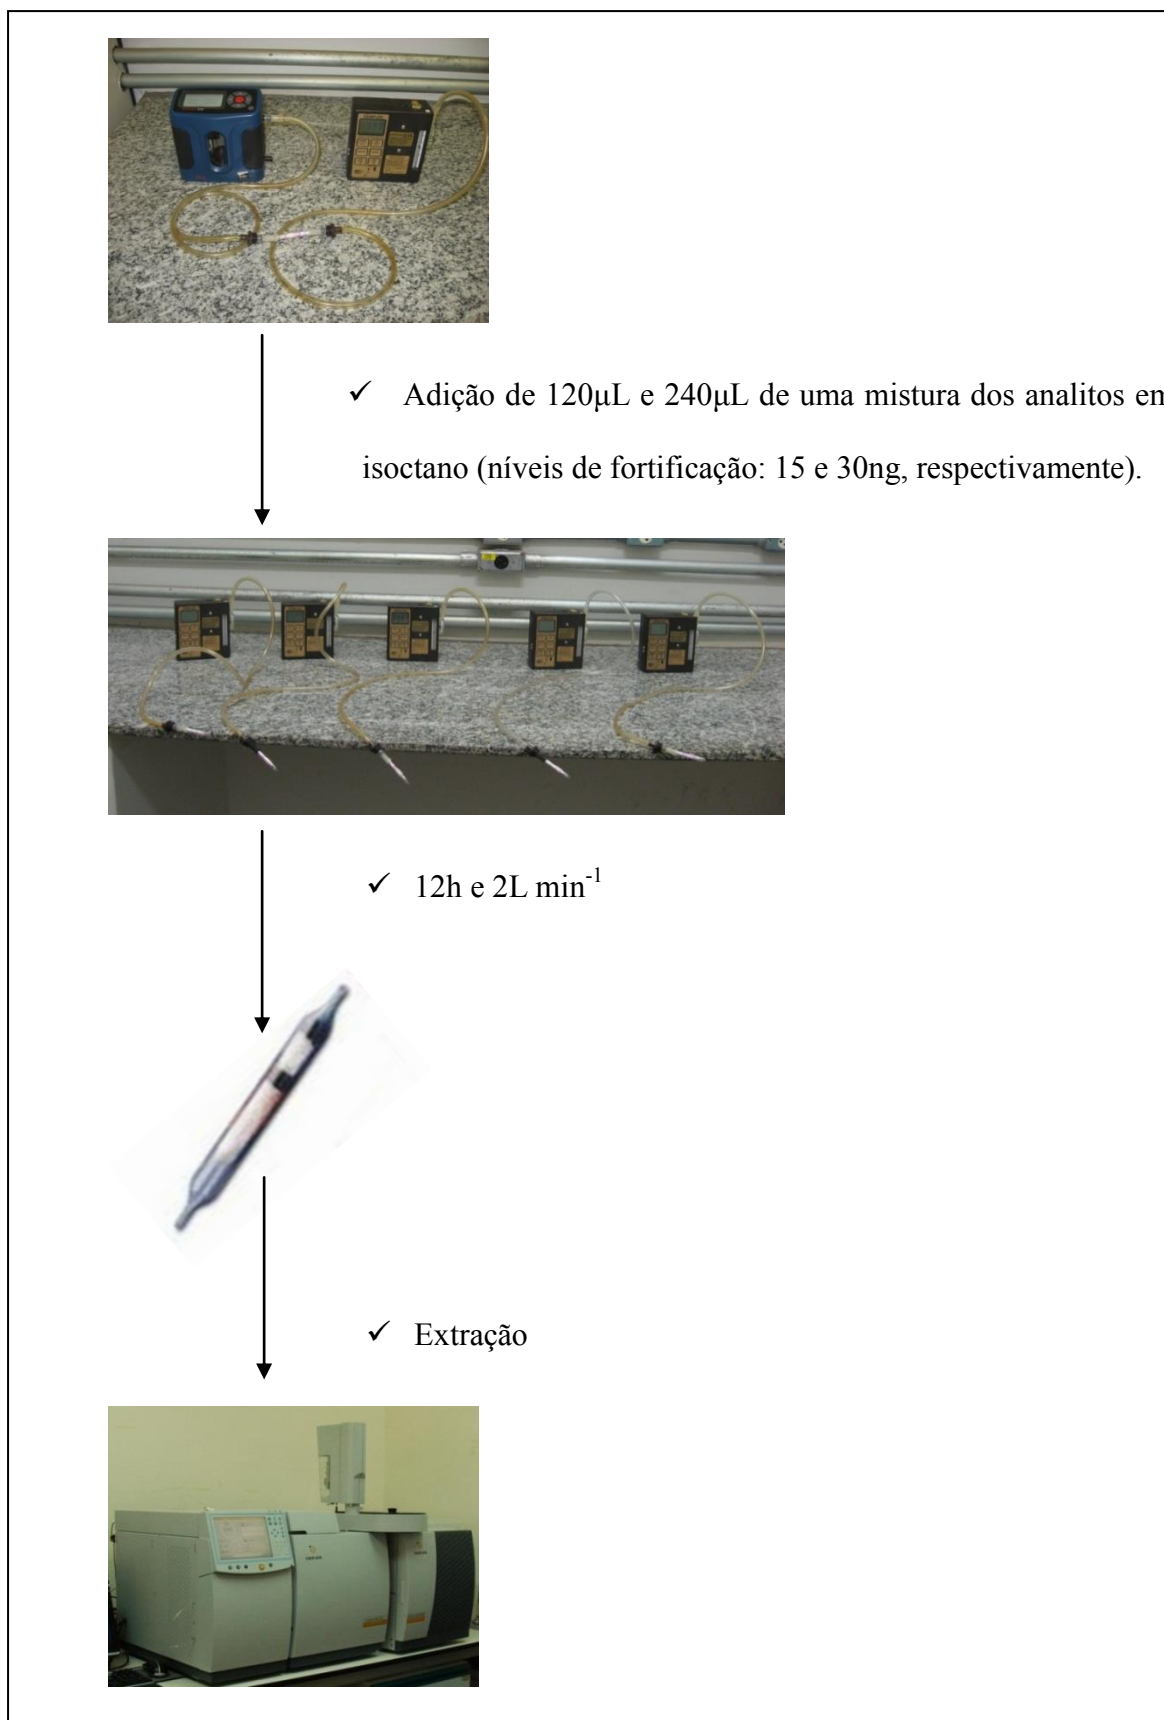 ✓ Adição de 120μL e 240μL de uma mistura dos analitos em
isoctano (níveis de fortificação: 15 e 30ng, respectivamente).
✓ 12h e 2L min⁻¹
✓ Extração